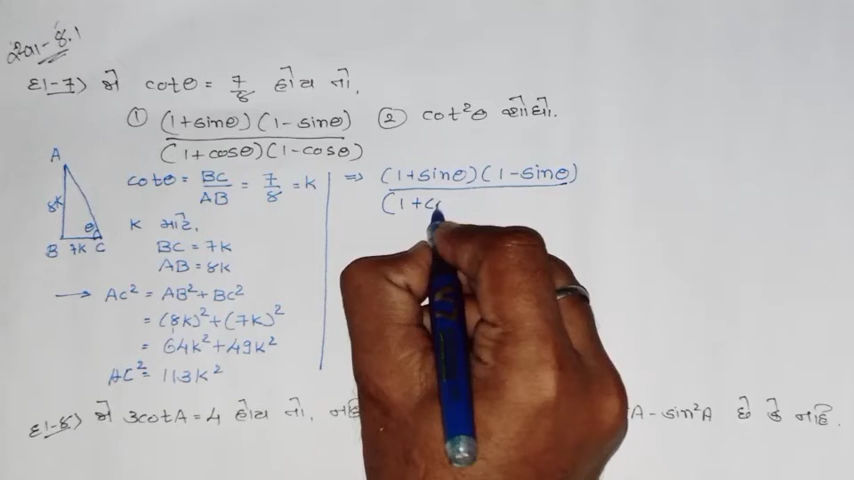 સ્વા-8.1
દા-7) જો cotθ = 7/8 હોય તો,
① (1+sinθ)(1-sinθ) / (1+cosθ)(1-cosθ) ② cot²θ શોધો.
A
8k
B 7k C
θ
cotθ = BC/AB = 7/8 = k
k માટે,
BC = 7k
AB = 8k
→ AC² = AB² + BC²
= (8k)² + (7k)²
= 64k² + 49k²
AC² = 113k²
⇒ (1+sinθ)(1-sinθ)
(1+c
દા-8) જો 3cotA = 4 હોય તો,
A - sin²A છે કે નહિ.